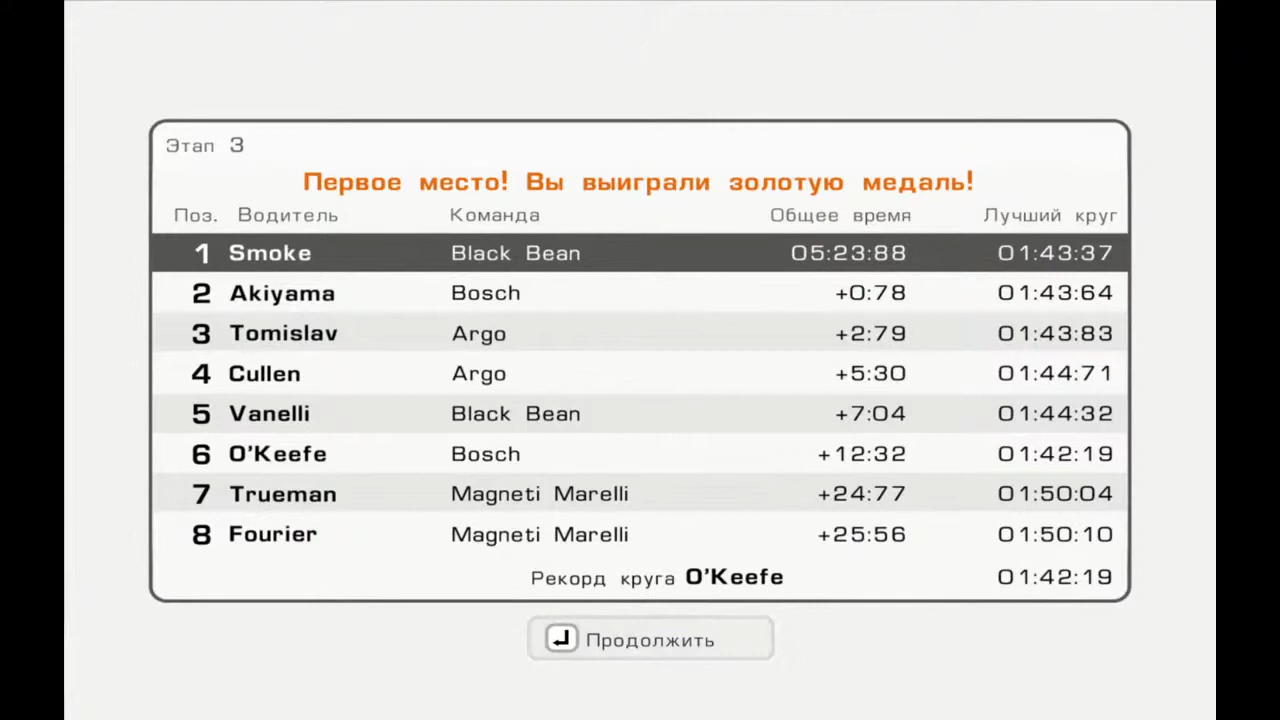 Этап 3
Первое место! Вы выиграли золотую медаль!
Поз. Водитель Команда Общее время Лучший круг
1 Smoke Black Bean 05:23:88 01:43:37
2 Akiyama Bosch +0:78 01:43:64
3 Tomislav Argo +2:79 01:43:83
4 Cullen Argo +5:30 01:44:71
5 Vanelli Black Bean +7:04 01:44:32
6 O'Keefe Bosch +12:32 01:42:19
7 Trueman Magneti Marelli +24:77 01:50:04
8 Fourier Magneti Marelli +25:56 01:50:10
Рекорд круга O'Keefe 01:42:19
Продолжить